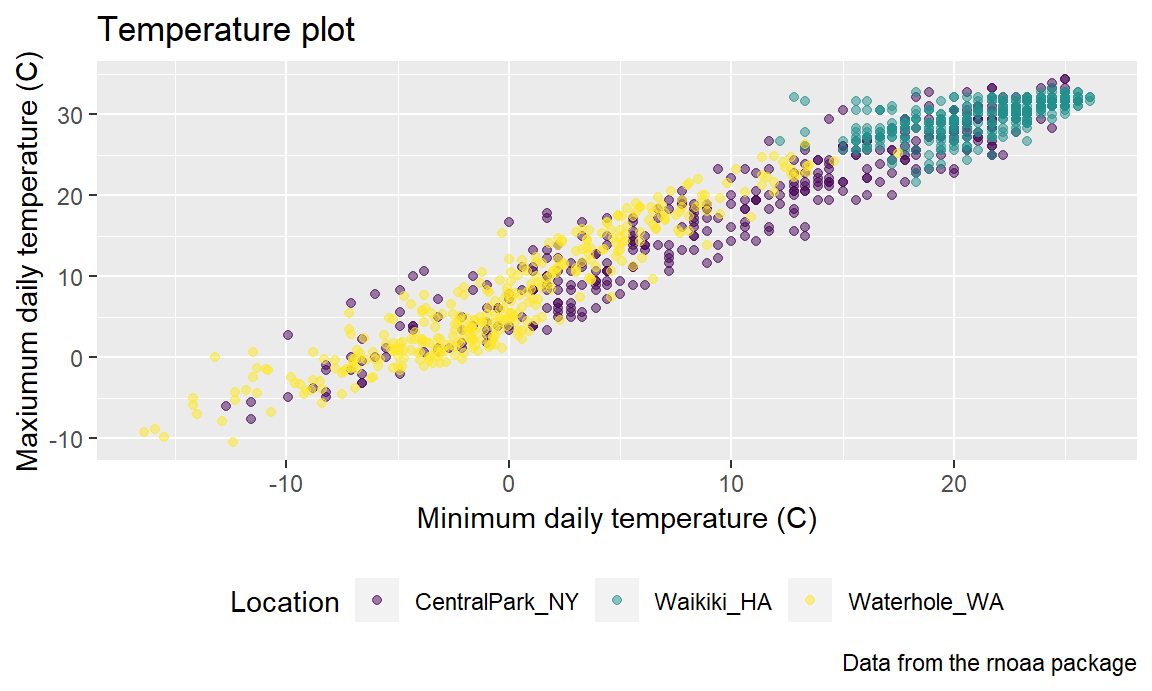 Temperature plot
Maxiumum daily temperature (C)
30
20
10
0
-10
-10 0 10 20
Minimum daily temperature (C)
Location CentralPark_NY Waikiki_HA Waterhole_WA
Data from the rnoaa package